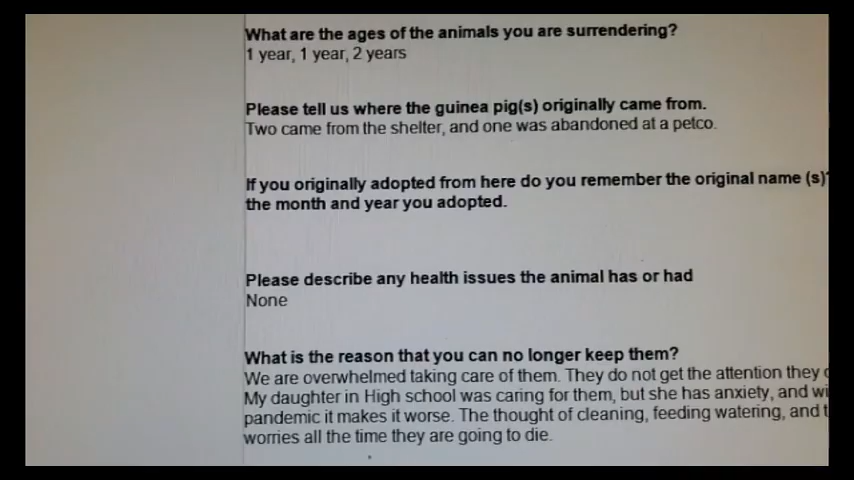 What are the ages of the animals you are surrendering?
1 year, 1 year, 2 years
Please tell us where the guinea pig(s) originally came from.
Two came from the shelter, and one was abandoned at a petco.
If you originally adopted from here do you remember the original name (s)?
the month and year you adopted.
Please describe any health issues the animal has or had
None
What is the reason that you can no longer keep them?
We are overwhelmed taking care of them. They do not get the attention they
My daughter in High school was caring for them, but she has anxiety, and
pandemic it makes it worse. The thought of cleaning, feeding watering, and
worries all the time they are going to die.